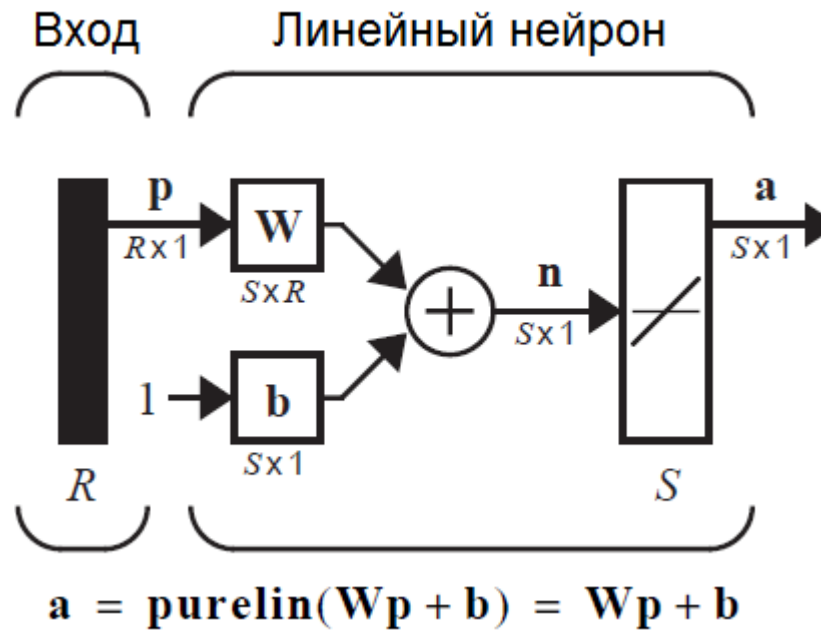 Вход Линейный нейрон
p W a
R x 1 S x R n S x 1
S x 1
1 b
S x 1
R S
a = purelin(Wp + b) = Wp + b